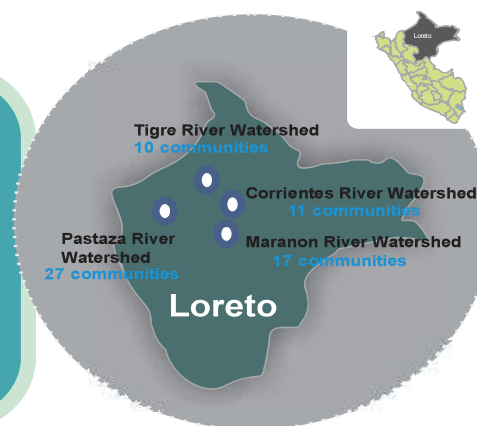 Loreto
Tigre River Watershed
10 communities
Corrientes River Watershed
11 communities
Pastaza River
Watershed
27 communities
Maranon River Watershed
17 communities
Loreto